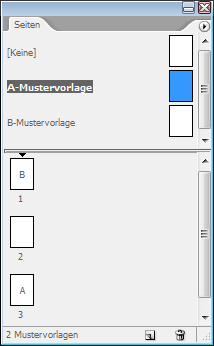 Seiten
[Keine]
A-Mustervorlage
B-Mustervorlage
B
1
2
A
3
2 Mustervorlagen